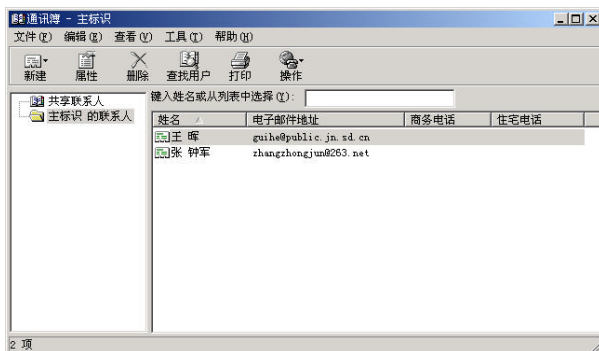 通讯簿 - 主标识
文件(F) 编辑(E) 查看(V) 工具(T) 帮助(H)
新建 属性 删除 查找用户 打印 操作
共享联系人
主标识 的联系人
键入姓名或从列表中选择(Y):
姓名 电子邮件地址 商务电话 住宅电话
王 晖 guihe@public.jn.sd.cn
张 钟军 zhangzhongjun@263.net
2 项